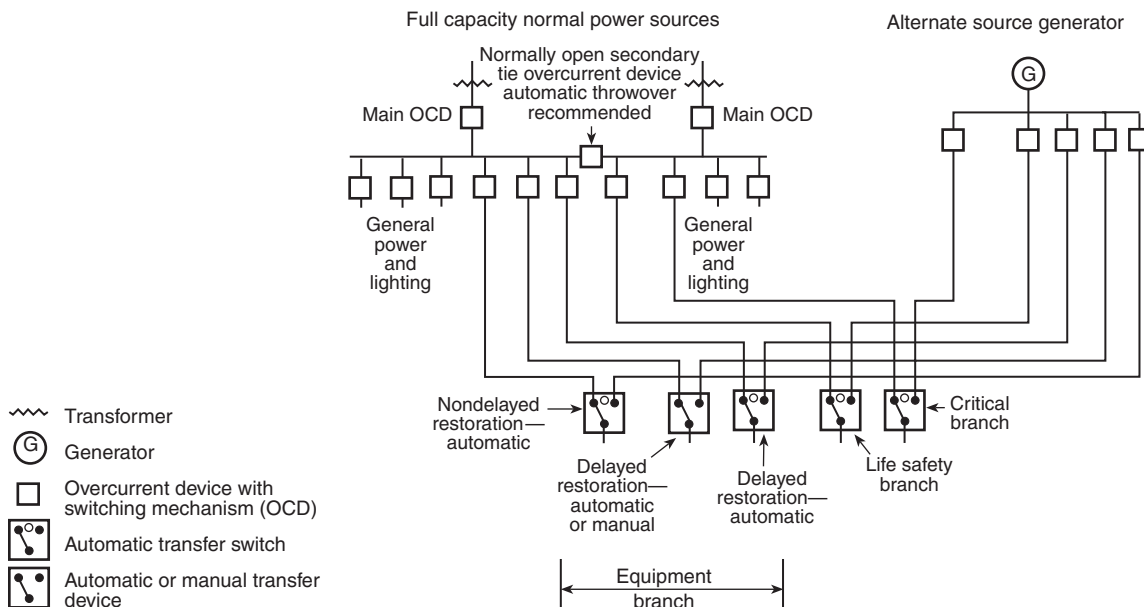 Full capacity normal power sources
Alternate source generator
Normally open secondary
tie overcurrent device
automatic throwover
recommended
G
Main OCD
Main OCD
General
power
and
lighting
General
power
and
lighting
Nondelayed
restoration—
automatic
Delayed
restoration—
automatic
or manual
Delayed
restoration—
automatic
Life safety
branch
Critical
branch
Equipment
branch
Transformer
G
Generator
Overcurrent device with
switching mechanism (OCD)
Automatic transfer switch
Automatic or manual transfer
device